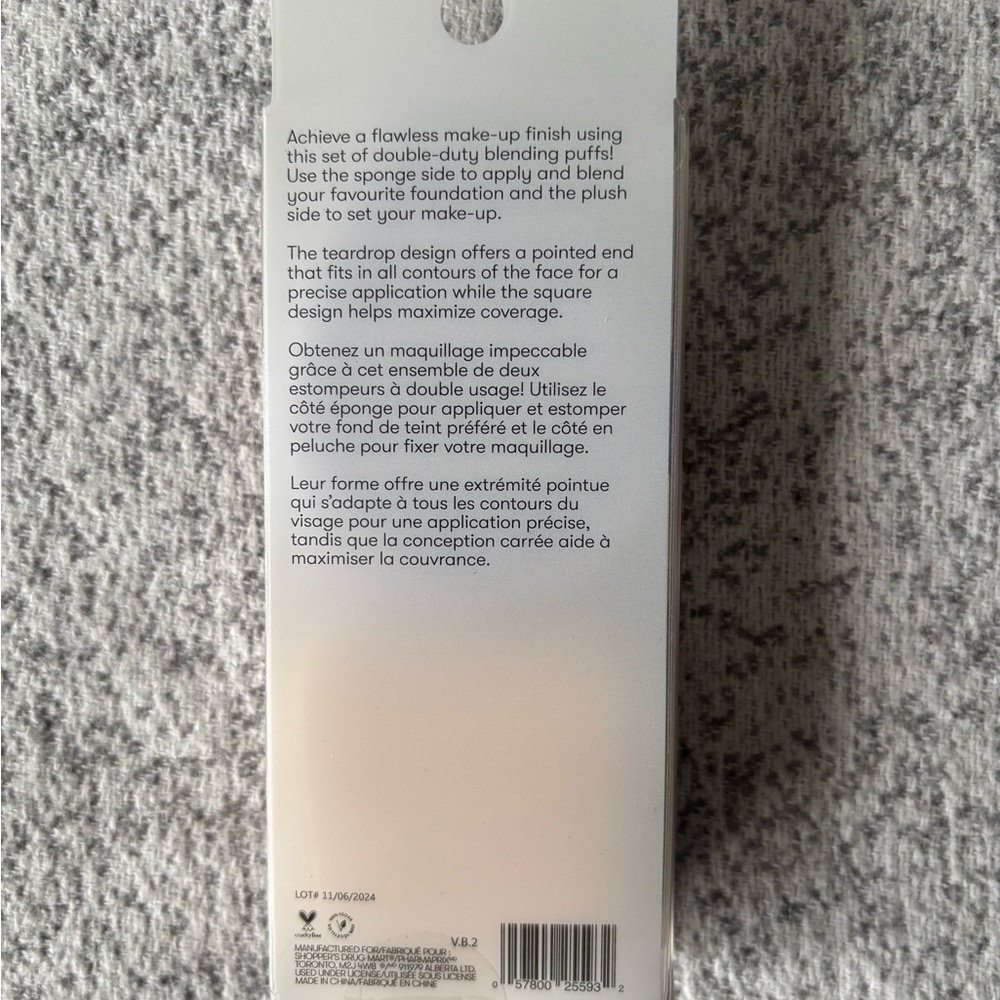 Achieve a flawless make-up finish using
this set of double-duty blending puffs!
Use the sponge side to apply and blend
your favourite foundation and the plush
side to set your make-up.
The teardrop design offers a pointed end
that fits in all contours of the face for a
precise application while the square
design helps maximize coverage.
Obtenez un maquillage impeccable
grâce à cet ensemble de deux
estompeurs à double usage! Utilisez le
côté éponge pour appliquer et estomper
votre fond de teint préféré et le côté en
peluche pour fixer votre maquillage.
Leur forme offre une extrémité pointue
qui s'adapte à tous les contours du
visage pour une application précise,
tandis que la conception carrée aide à
maximiser la couvrance.
LOT# 11/06/2024
crueltyfree
V.B.2
MANUFACTURED FOR/FABRIQUÉ POUR :
SHOPPER'S DRUG MART®/PHARMAPRIXᴹᴰ
TORONTO, M2J 4W8 ®/ᴹᴰ 911979 ALBERTA LTD.
USED UNDER LICENSE/UTILISÉE SOUS LICENSE
MADE IN CHINA/FABRIQUÉ EN CHINE
0 57800 25593 2